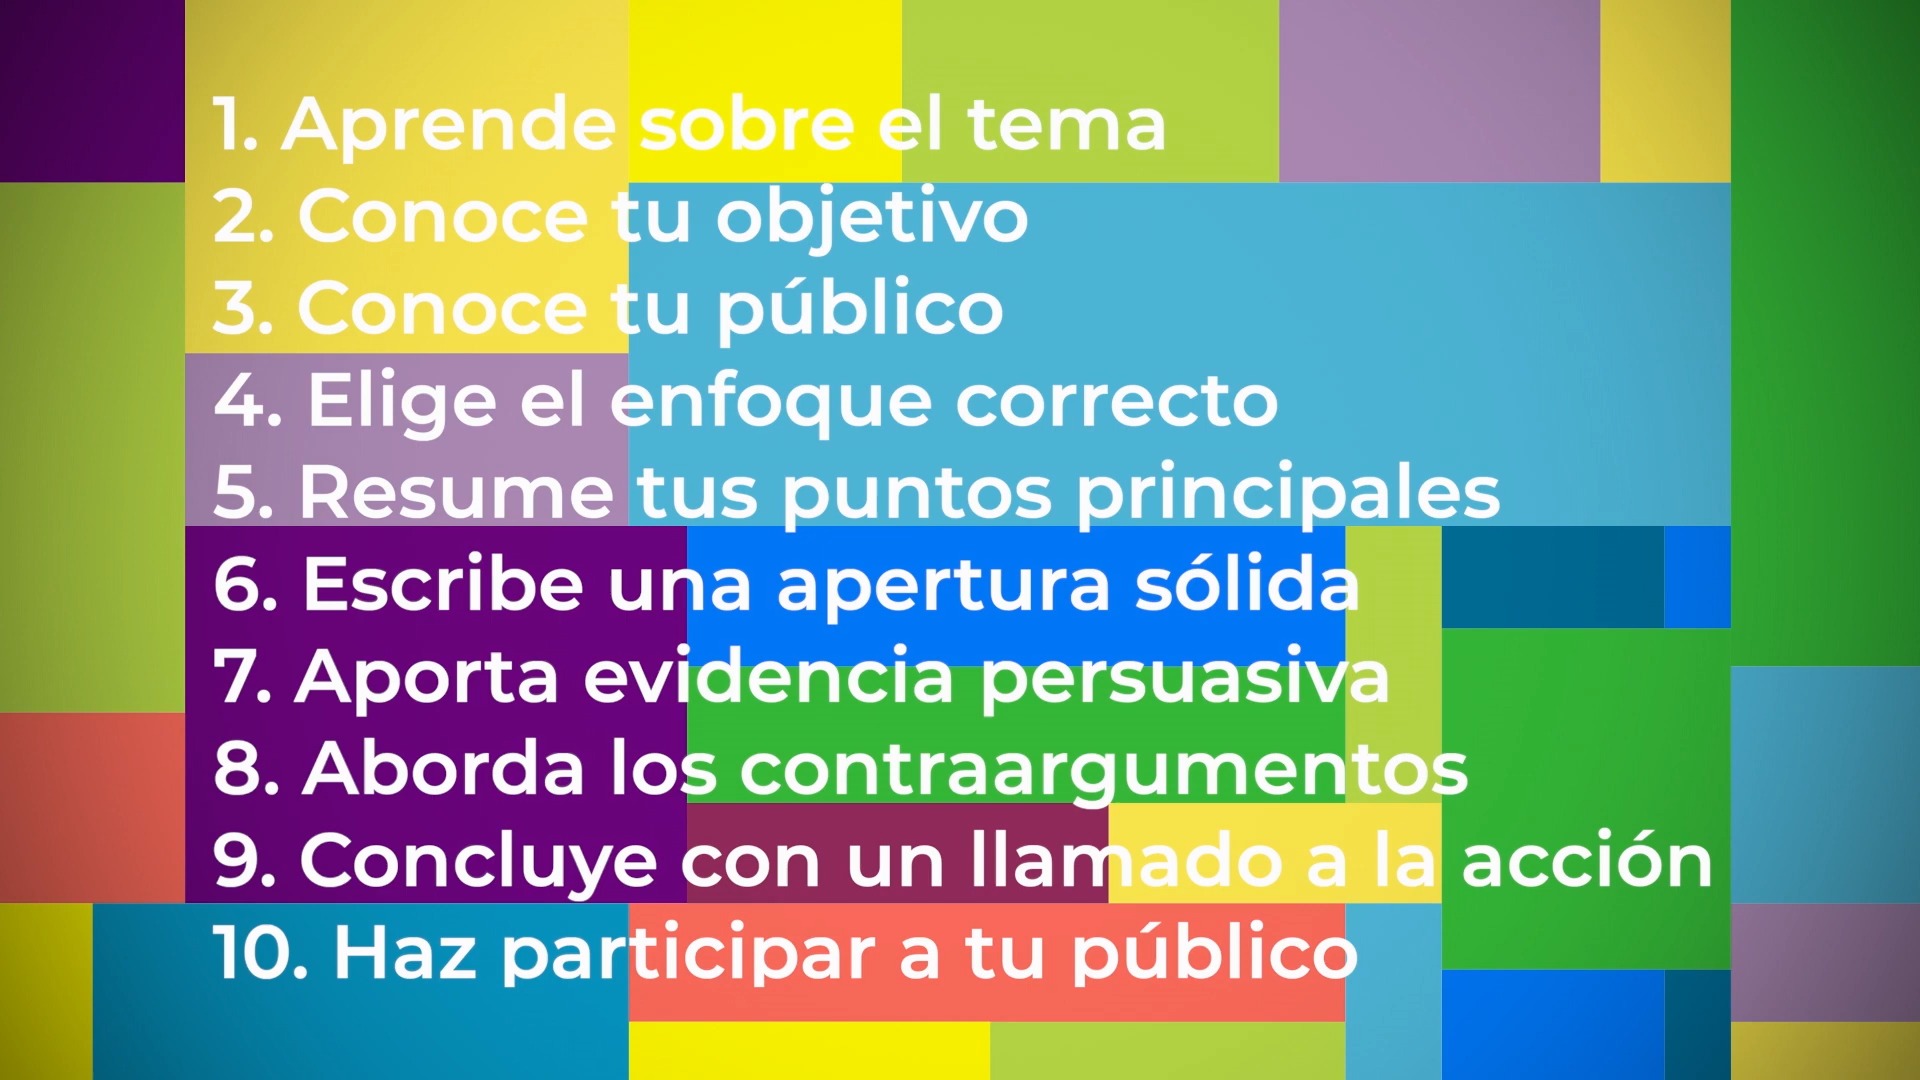 1. Aprende sobre el tema
2. Conoce tu objetivo
3. Conoce tu público
4. Elige el enfoque correcto
5. Resume tus puntos principales
6. Escribe una apertura sólida
7. Aporta evidencia persuasiva
8. Aborda los contraargumentos
9. Concluye con un llamado a la acción
10. Haz participar a tu público